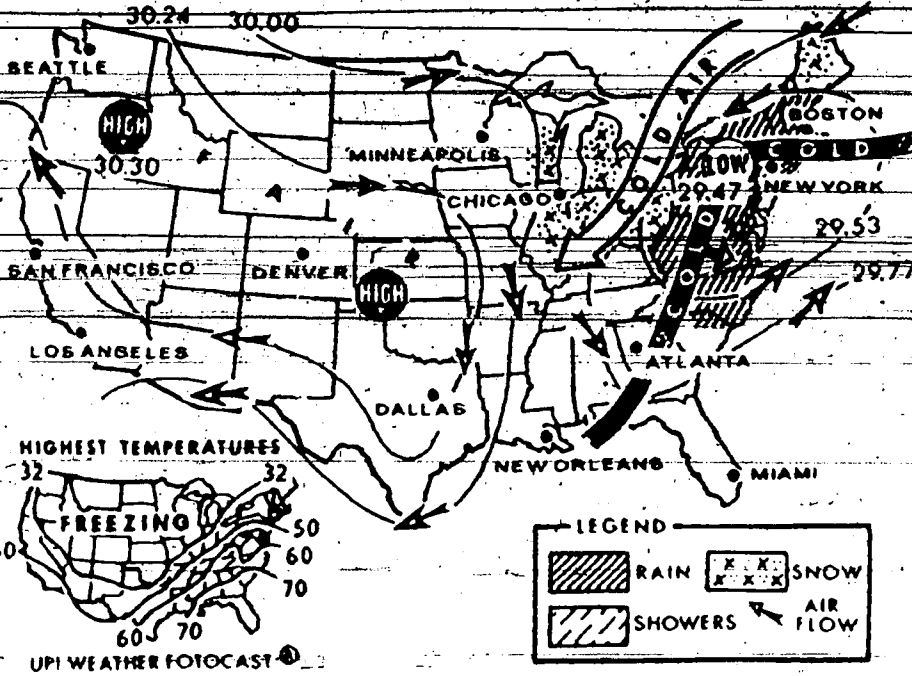 30.24
30.00
SEATTLE
HIGH
30.30
COLD AIR
BOSTON
COLD
MINNEAPOLIS
LOW
29.47
NEW YORK
CHICAGO
29.53
SAN FRANCISCO
DENVER
HIGH
COLD
29.77
LOS ANGELES
ATLANTA
DALLAS
HIGHEST TEMPERATURES
NEW ORLEANS
MIAMI
32
32
FREEZING
50
60
60
70
60
70
LEGEND
RAIN
SNOW
SHOWERS
AIR
FLOW
UPI WEATHER FOTOCAST